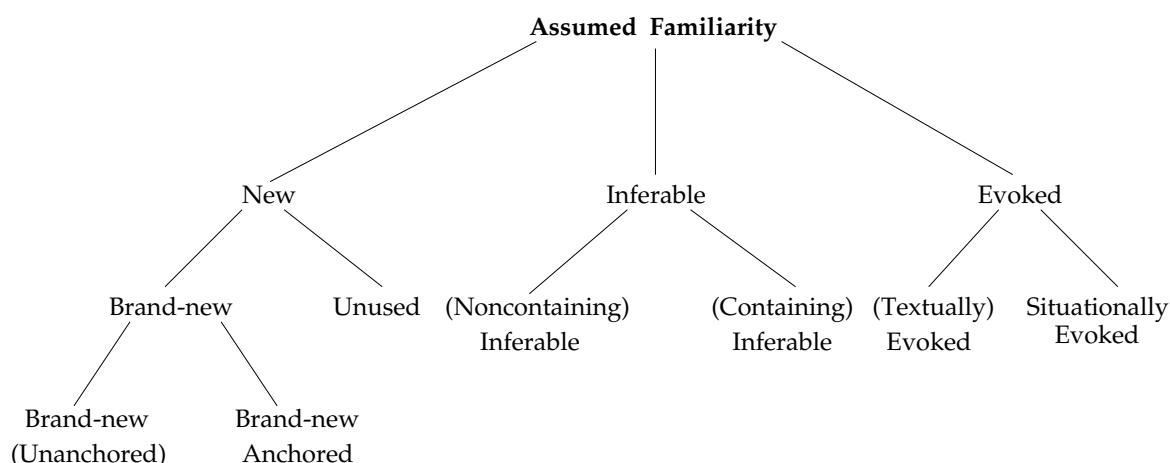 Assumed Familiarity
New
Inferable
Evoked
Brand-new
Unused
(Noncontaining)
Inferable
(Containing)
Inferable
(Textually)
Evoked
Situationally
Evoked
Brand-new
(Unanchored)
Brand-new
Anchored